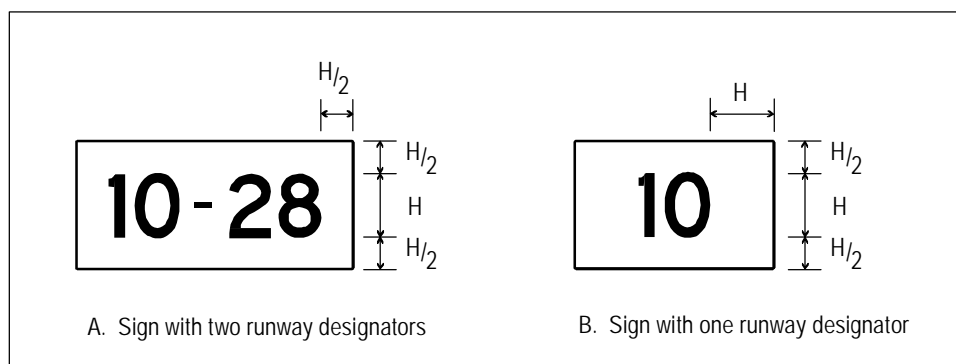 H/2
H
10 - 28
H/2
H
H/2
10
H/2
H
H/2
A. Sign with two runway designators
B. Sign with one runway designator